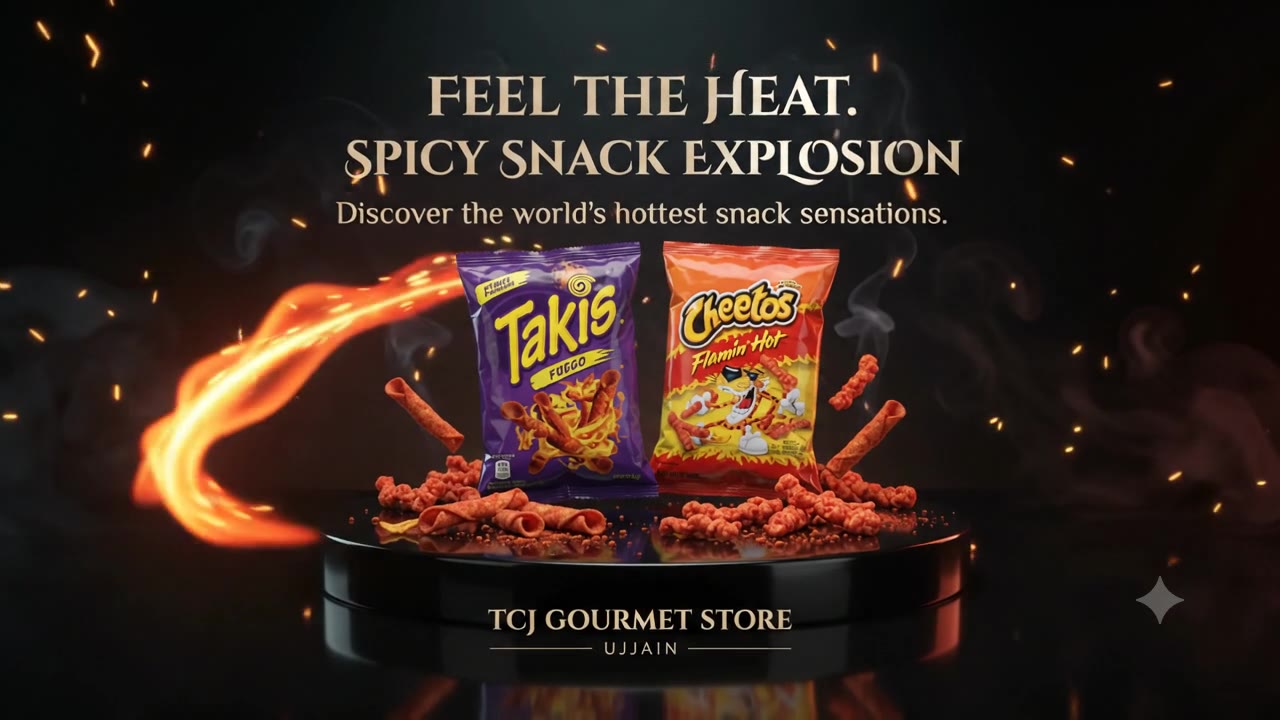 FEEL THE HEAT.
SPICY SNACK EXPLOSION
Discover the world's hottest snack sensations.
Takis
FUEGO
Cheetos
Flamin' Hot
TCJ GOURMET STORE
UJJAIN